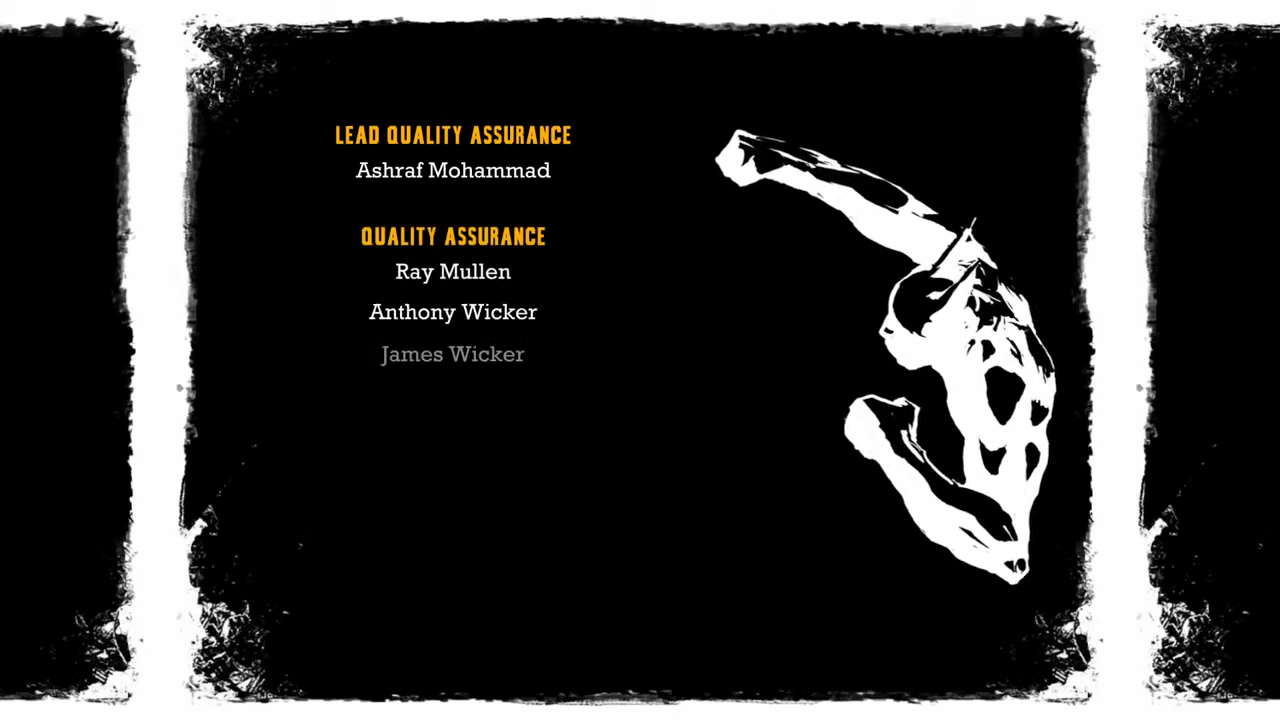 LEAD QUALITY ASSURANCE
Ashraf Mohammad
QUALITY ASSURANCE
Ray Mullen
Anthony Wicker
James Wicker